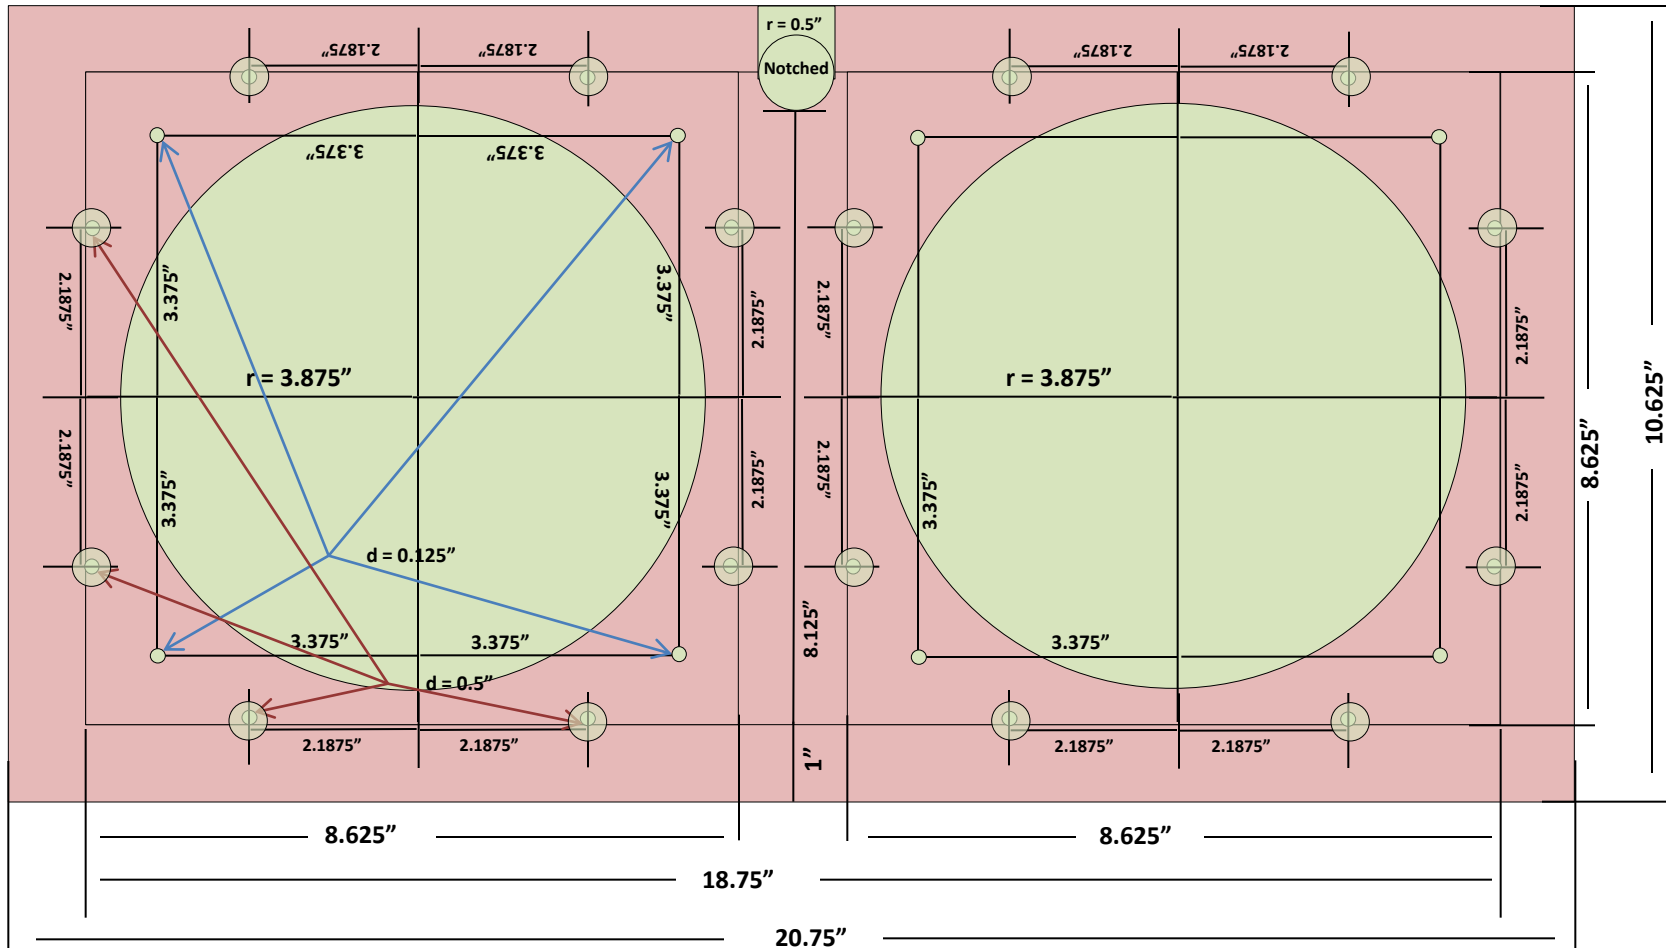 r = 0.5”
Notched
2.1875” 2.1875” 2.1875” 2.1875”
3.375” 3.375”
2.1875” 3.375” 3.375” 2.1875” 2.1875” 2.1875”
r = 3.875” r = 3.875”
8.625” 10.625”
2.1875” 3.375” 3.375” 2.1875” 2.1875” 3.375” 2.1875”
d = 0.125”
8.125”
3.375” 3.375” 3.375”
d = 0.5”
2.1875” 2.1875” 1” 2.1875” 2.1875”
8.625” 8.625”
18.75”
20.75”